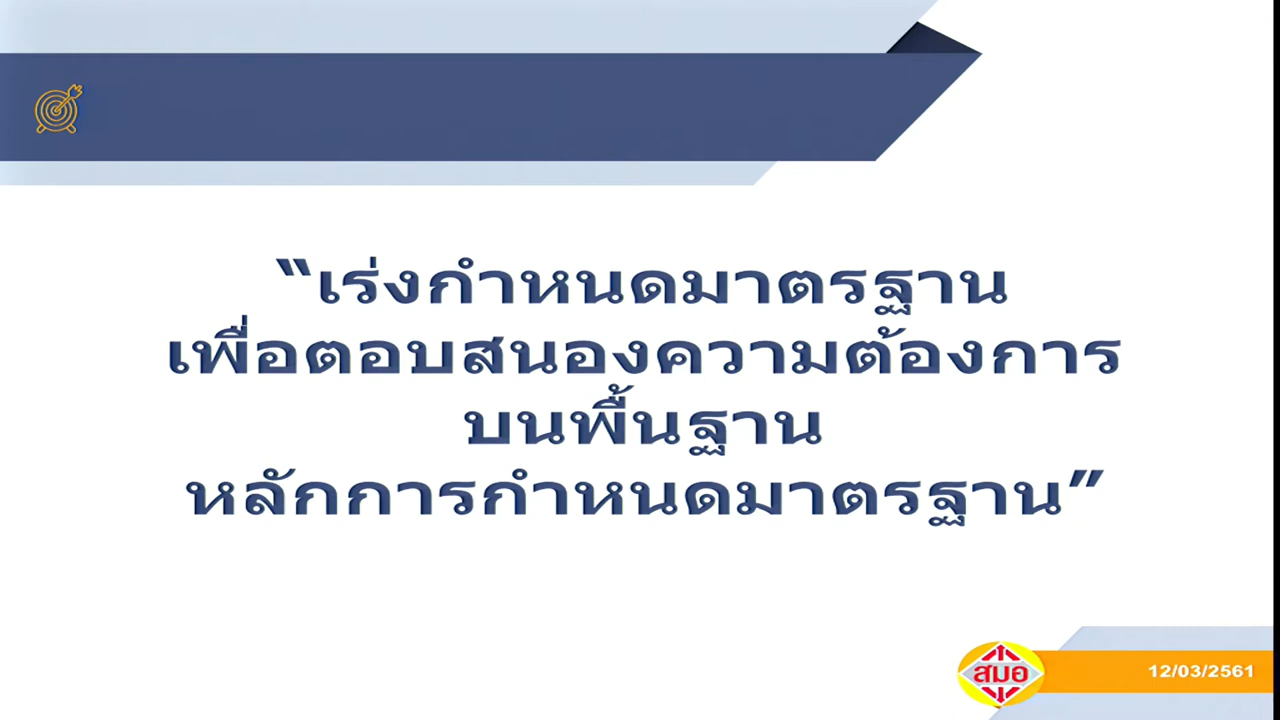 “เร่งกำหนดมาตรฐาน
เพื่อตอบสนองความต้องการ
บนพื้นฐาน
หลักการกำหนดมาตรฐาน”
สมอ
12/03/2561